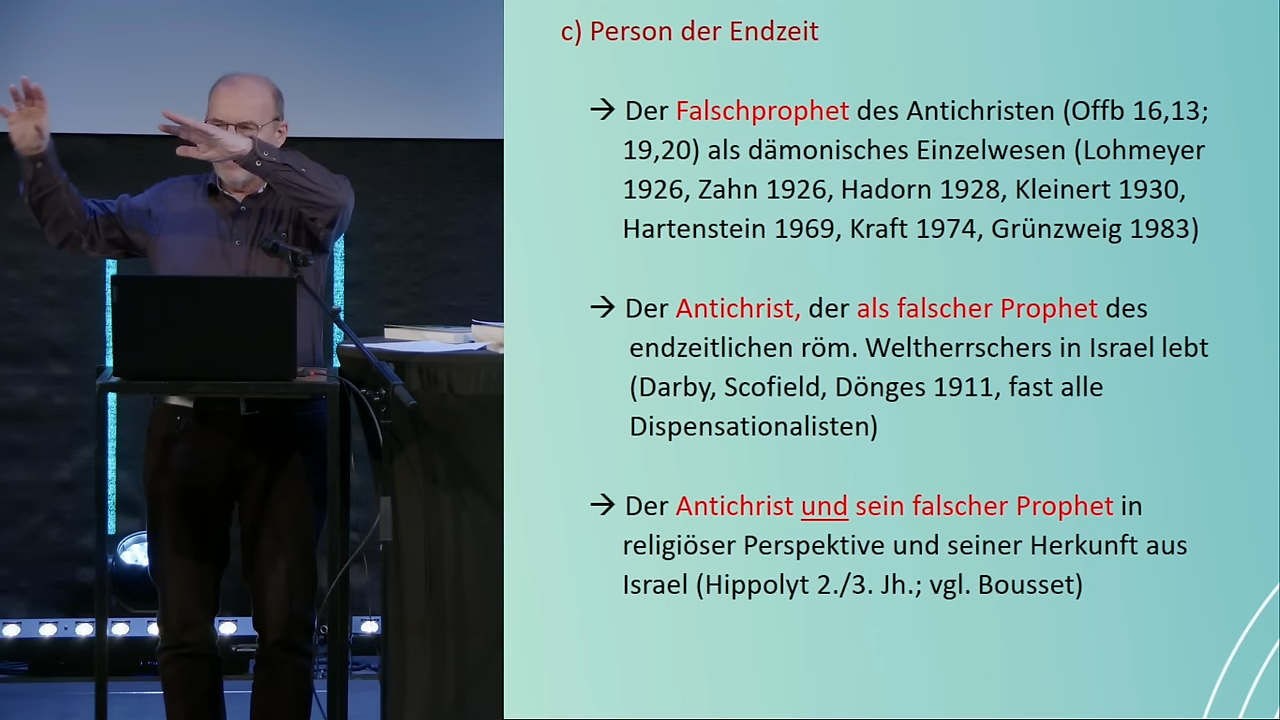 c) Person der Endzeit
→ Der Falschprophet des Antichristen (Offb 16,13;
19,20) als dämonisches Einzelwesen (Lohmeyer
1926, Zahn 1926, Hadorn 1928, Kleinert 1930,
Hartenstein 1969, Kraft 1974, Grünzweig 1983)
→ Der Antichrist, der als falscher Prophet des
endzeitlichen röm. Weltherrschers in Israel lebt
(Darby, Scofield, Dönges 1911, fast alle
Dispensationalisten)
→ Der Antichrist und sein falscher Prophet in
religiöser Perspektive und seiner Herkunft aus
Israel (Hippolyt 2./3. Jh.; vgl. Bousset)